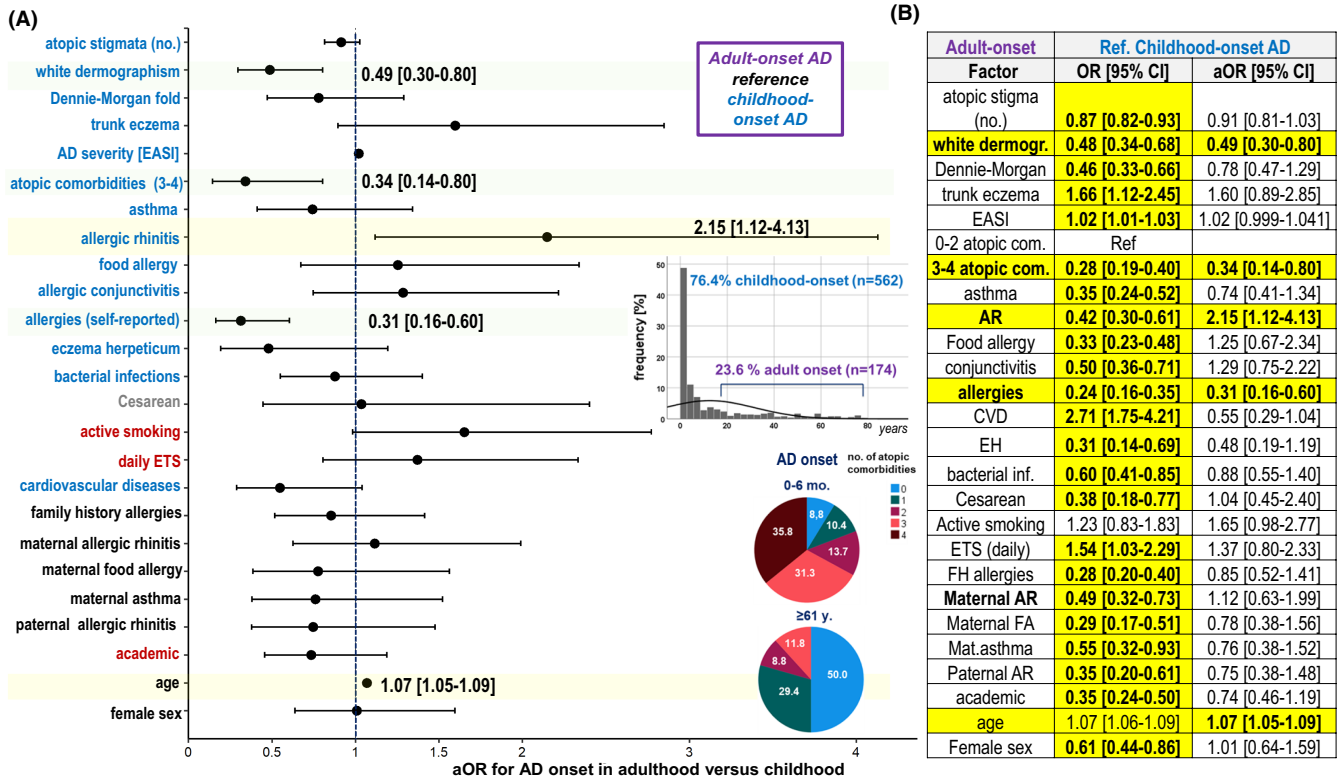 (A)
atopic stigmata (no.)
white dermographism
0.49 [0.30-0.80]
Dennie-Morgan fold
trunk eczema
AD severity [EASI]
atopic comorbidities (3-4)
0.34 [0.14-0.80]
asthma
allergic rhinitis
2.15 [1.12-4.13]
food allergy
allergic conjunctivitis
allergies (self-reported)
0.31 [0.16-0.60]
eczema herpeticum
bacterial infections
Cesarean
active smoking
daily ETS
cardiovascular diseases
family history allergies
maternal allergic rhinitis
maternal food allergy
maternal asthma
paternal allergic rhinitis
academic
age
1.07 [1.05-1.09]
female sex
0 0.5 1 1.5 2 3 4
aOR for AD onset in adulthood versus childhood
Adult-onset AD
reference
childhood-
onset AD
frequency [%]
50
40
30
20
10
0
76.4% childhood-onset (n=562)
23.6 % adult onset (n=174)
0 20 40 60 80
years
AD onset
no. of atopic
comorbidities
0
1
2
3
4
0-6 mo.
8,8
10.4
13.7
31.3
35.8
≥61 y.
50.0
29.4
8.8
11.8
(B)
Adult-onset Ref. Childhood-onset AD
Factor OR [95% CI] aOR [95% CI]
atopic stigma
(no.) 0.87 [0.82-0.93] 0.91 [0.81-1.03]
white dermogr. 0.48 [0.34-0.68] 0.49 [0.30-0.80]
Dennie-Morgan 0.46 [0.33-0.66] 0.78 [0.47-1.29]
trunk eczema 1.66 [1.12-2.45] 1.60 [0.89-2.85]
EASI 1.02 [1.01-1.03] 1.02 [0.999-1.041]
0-2 atopic com. Ref
3-4 atopic com. 0.28 [0.19-0.40] 0.34 [0.14-0.80]
asthma 0.35 [0.24-0.52] 0.74 [0.41-1.34]
AR 0.42 [0.30-0.61] 2.15 [1.12-4.13]
Food allergy 0.33 [0.23-0.48] 1.25 [0.67-2.34]
conjunctivitis 0.50 [0.36-0.71] 1.29 [0.75-2.22]
allergies 0.24 [0.16-0.35] 0.31 [0.16-0.60]
CVD 2.71 [1.75-4.21] 0.55 [0.29-1.04]
EH 0.31 [0.14-0.69] 0.48 [0.19-1.19]
bacterial inf. 0.60 [0.41-0.85] 0.88 [0.55-1.40]
Cesarean 0.38 [0.18-0.77] 1.04 [0.45-2.40]
Active smoking 1.23 [0.83-1.83] 1.65 [0.98-2.77]
ETS (daily) 1.54 [1.03-2.29] 1.37 [0.80-2.33]
FH allergies 0.28 [0.20-0.40] 0.85 [0.52-1.41]
Maternal AR 0.49 [0.32-0.73] 1.12 [0.63-1.99]
Maternal FA 0.29 [0.17-0.51] 0.78 [0.38-1.56]
Mat.asthma 0.55 [0.32-0.93] 0.76 [0.38-1.52]
Paternal AR 0.35 [0.20-0.61] 0.75 [0.38-1.48]
academic 0.35 [0.24-0.50] 0.74 [0.46-1.19]
age 1.07 [1.06-1.09] 1.07 [1.05-1.09]
Female sex 0.61 [0.44-0.86] 1.01 [0.64-1.59]